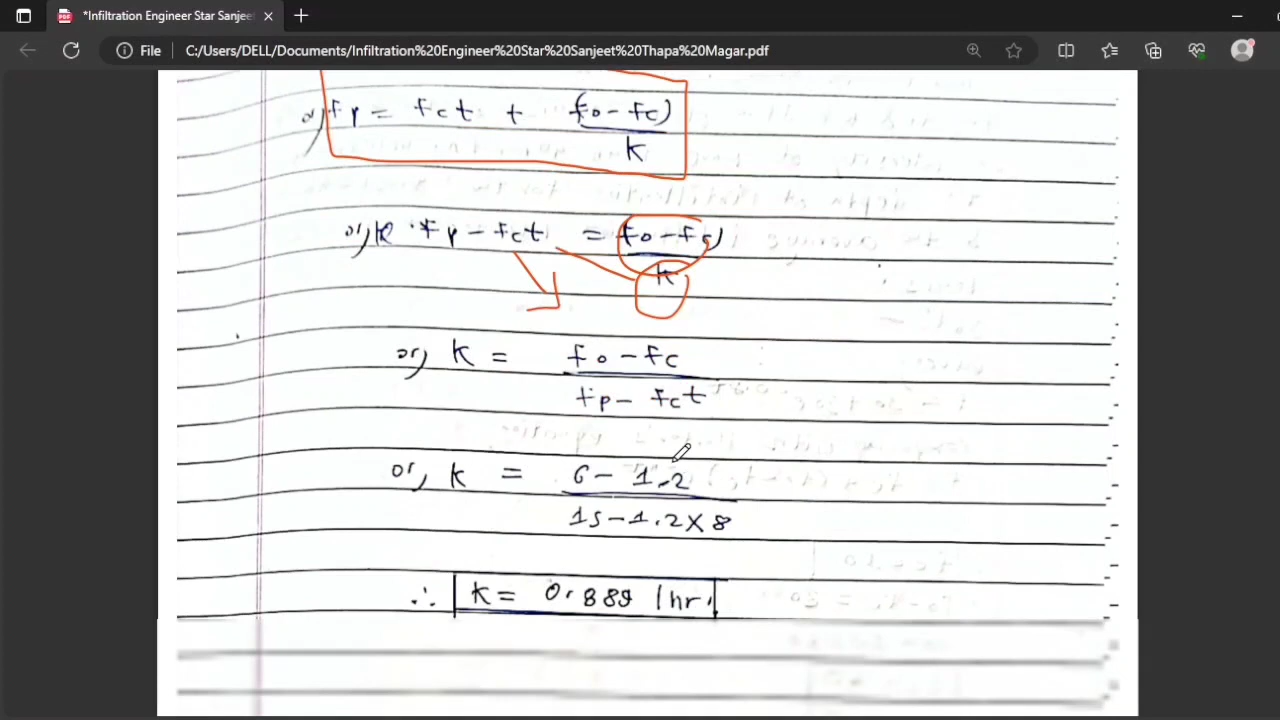 *Infiltration Engineer Star Sanjee
File
C:/Users/DELL/Documents/Infiltration%20Engineer%20Star%20Sanjeet%20Thapa%20Magar.pdf
or) Fp = fct + (fo-fc)
K
or, Fp - fct = fo-fc)
K
or) K = fo-fc
Fp - fct
or, K = 6-1.2
15-1.2×8
∴ K= 0.889 /hr.